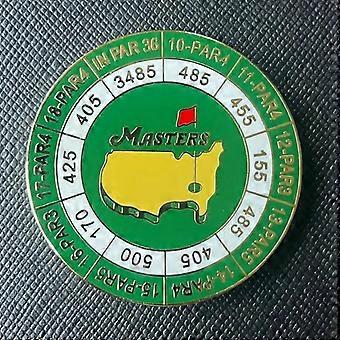 IN PAR 36
3485
10-PAR4
485
11-PAR4
455
12-PAR3
155
13-PAR5
485
14-PAR4
405
15-PAR5
500
16-PAR3
170
17-PAR4
425
18-PAR4
405
MASTERS